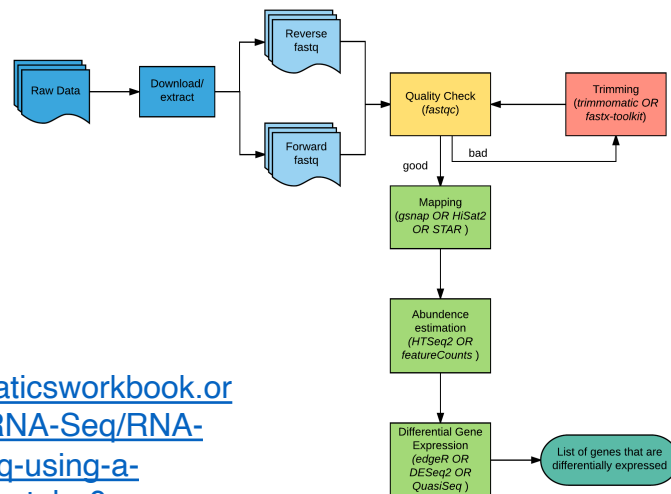 Reverse
fastq
Raw Data
Download/
extract
Forward
fastq
Quality Check
(fastqc)
Trimming
(trimmomatic OR
fastx-toolkit)
good
bad
Mapping
(gsnap OR HiSat2
OR STAR )
Abundence
estimation
(HTSeq2 OR
featureCounts )
Differential Gene
Expression
(edgeR OR
DESeq2 OR
QuasiSeq )
List of genes that are
differentially expressed
aticsworkbook.or
RNA-Seq/RNA-
q-using-a-